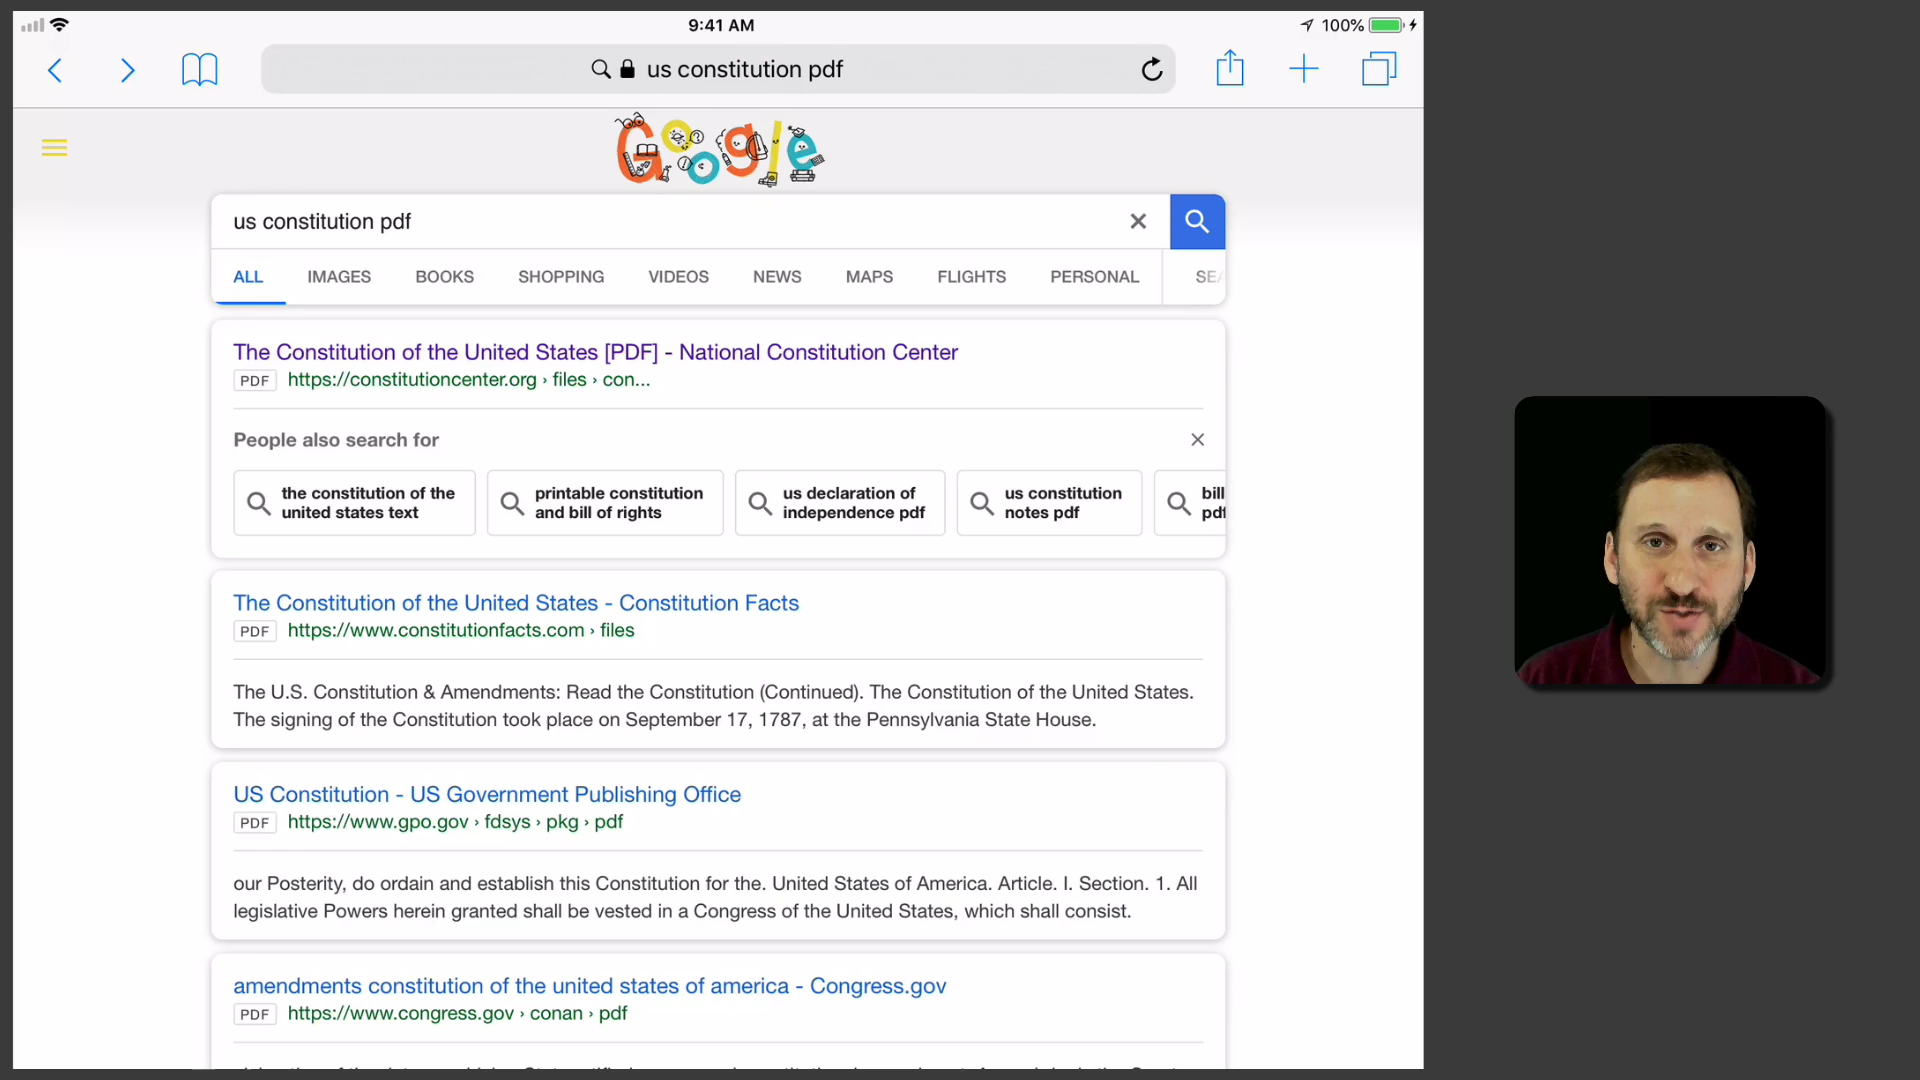 9:41 AM
100%
us constitution pdf
Google
us constitution pdf
ALL IMAGES BOOKS SHOPPING VIDEOS NEWS MAPS FLIGHTS PERSONAL
The Constitution of the United States [PDF] - National Constitution Center
PDF https://constitutioncenter.org › files › con...
People also search for
the constitution of the
united states text
printable constitution
and bill of rights
us declaration of
independence pdf
us constitution
notes pdf
bill
pdf
The Constitution of the United States - Constitution Facts
PDF https://www.constitutionfacts.com › files
The U.S. Constitution & Amendments: Read the Constitution (Continued). The Constitution of the United States.
The signing of the Constitution took place on September 17, 1787, at the Pennsylvania State House.
US Constitution - US Government Publishing Office
PDF https://www.gpo.gov › fdsys › pkg › pdf
our Posterity, do ordain and establish this Constitution for the. United States of America. Article. I. Section. 1. All
legislative Powers herein granted shall be vested in a Congress of the United States, which shall consist.
amendments constitution of the united states of america - Congress.gov
PDF https://www.congress.gov › conan › pdf